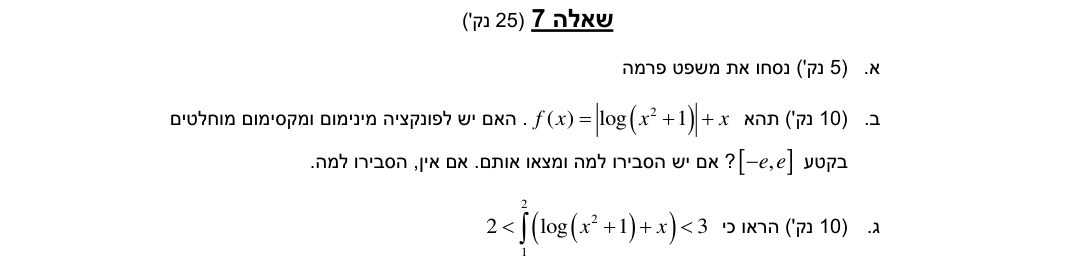 שאלה 7 (25 נק')
א. (5 נק') נסחו את משפט פרמה
ב. (10 נק') תהא f(x) = |log(x² + 1)| + x . האם יש לפונקציה מינימום ומקסימום מוחלטים
בקטע [−e, e] ? אם יש הסבירו למה ומצאו אותם. אם אין, הסבירו למה.
ג. (10 נק') הראו כי 2 < ∫₁² (log(x² + 1) + x) < 3